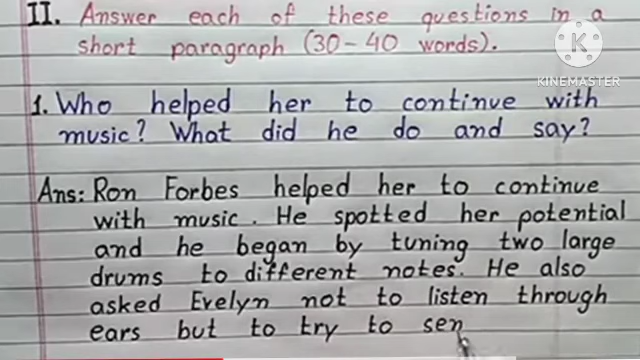 II. Answer each of these questions in a
short paragraph (30-40 words).
KINEMASTER
1. Who helped her to continue with
music? What did he do and say?
Ans: Ron Forbes helped her to continue
with music. He spotted her potential
and he began by tuning two large
drums to different notes. He also
asked Evelyn not to listen through
ears but to try to sen